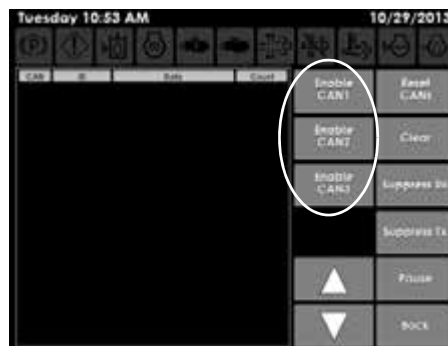 Tuesday 10:53 AM 10/29/2013
CAN ID Data Count
Enable CAN1
Reset CANs
Enable CAN2
Clear
Enable CAN3
Suppress
Suppress Tx
Pause
Back